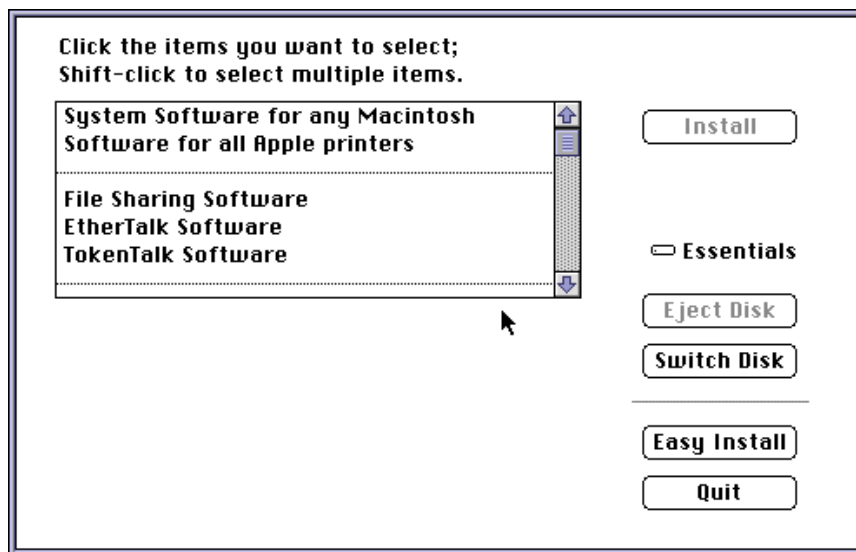 Click the items you want to select;
Shift-click to select multiple items.
System Software for any Macintosh
Software for all Apple printers
File Sharing Software
EtherTalk Software
TokenTalk Software
Install
Essentials
Eject Disk
Switch Disk
Easy Install
Quit